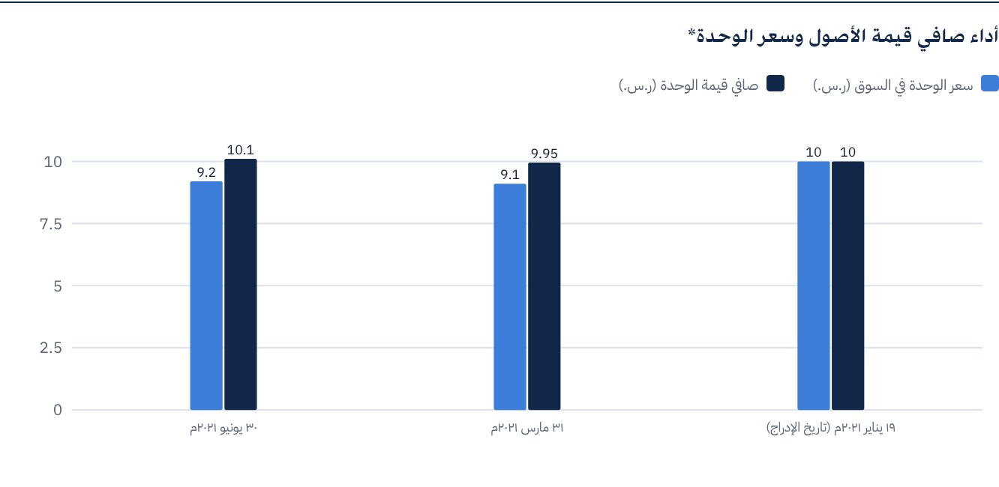 أداء صافي قيمة الأصول وسعر الوحدة*
سعر الوحدة في السوق (ر.س.) صافي قيمة الوحدة (ر.س.)
10
7.5
5
2.5
0
10 10
9.1 9.95
9.2 10.1
١٩ يناير ٢٠٢١م (تاريخ الإدراج) ٣١ مارس ٢٠٢١م ٣٠ يونيو ٢٠٢١م